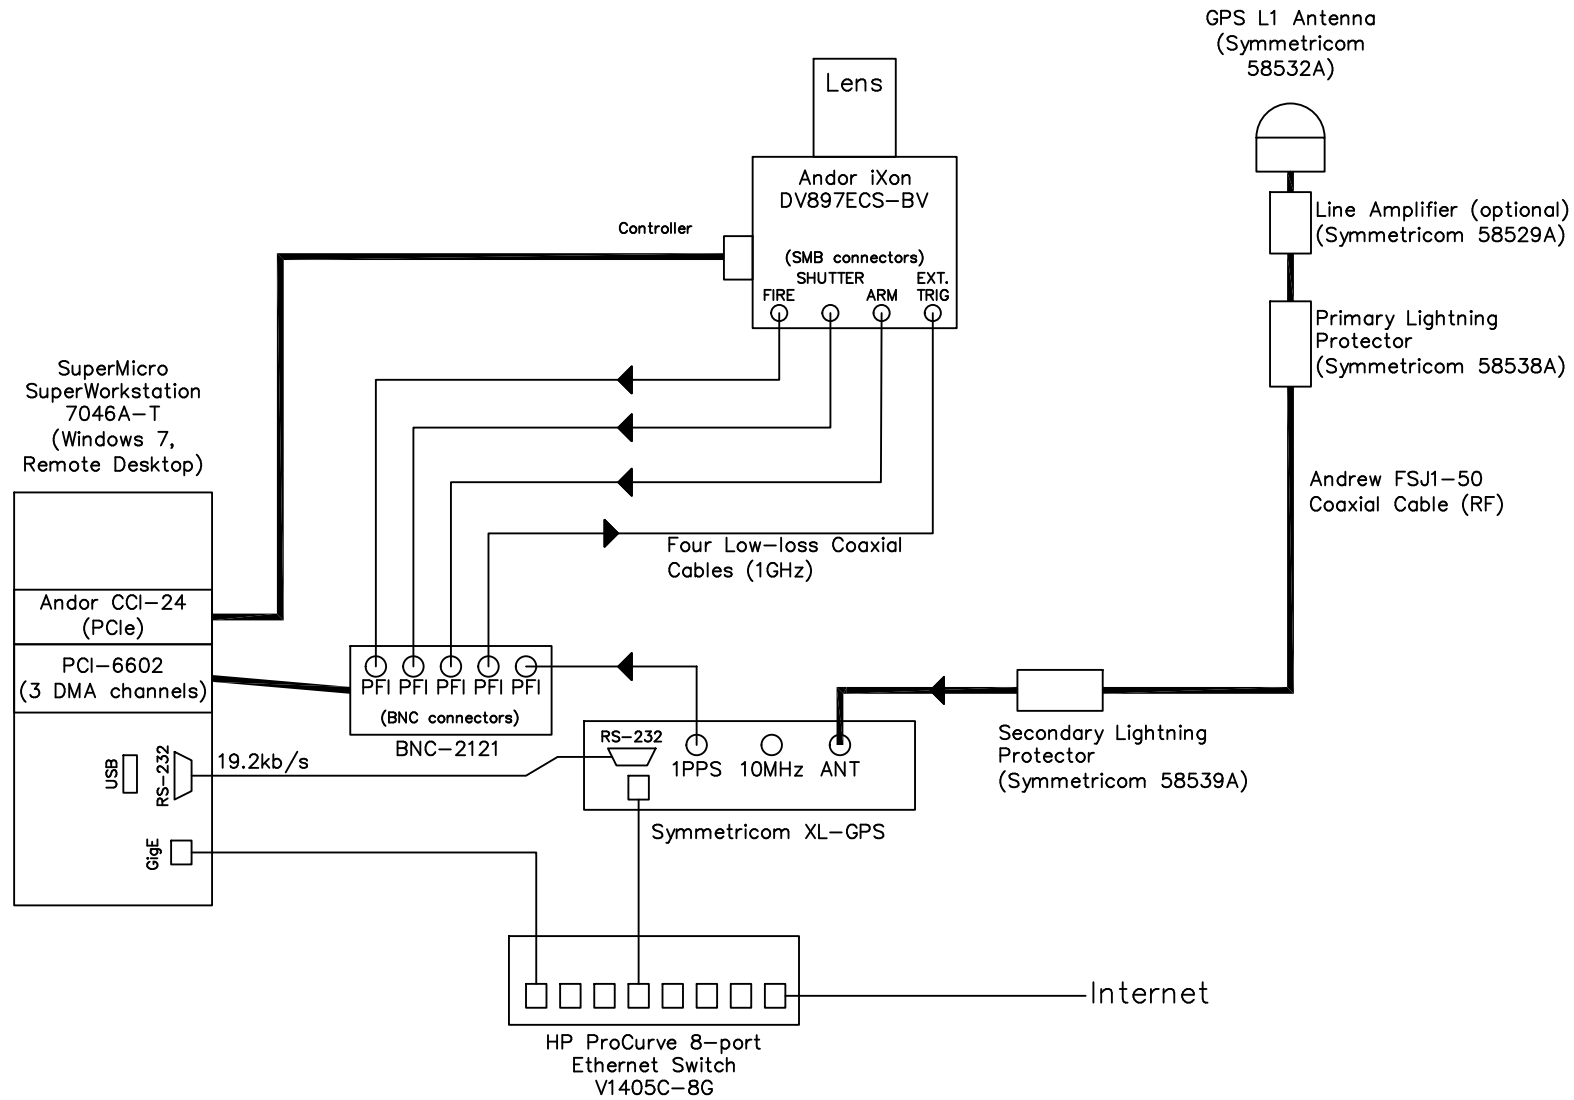 GPS L1 Antenna
(Symmetricom
58532A)
Lens
Andor iXon
DV897ECS-BV
Line Amplifier (optional)
(Symmetricom 58529A)
Controller
(SMB connectors)
SHUTTER
EXT.
FIRE
ARM
TRIG
Primary Lightning
Protector
(Symmetricom 58538A)
SuperMicro
SuperWorkstation
7046A-T
(Windows 7,
Remote Desktop)
Andrew FSJ1-50
Coaxial Cable (RF)
Four Low-loss Coaxial
Cables (1GHz)
Andor CCI-24
(PCIe)
PCI-6602
(3 DMA channels)
PFI PFI PFI PFI PFI
(BNC connectors)
BNC-2121
RS-232
1PPS
10MHz
ANT
Secondary Lightning
Protector
(Symmetricom 58539A)
USB
RS-232
19.2kb/s
Symmetricom XL-GPS
GigE
Internet
HP ProCurve 8-port
Ethernet Switch
V1405C-8G